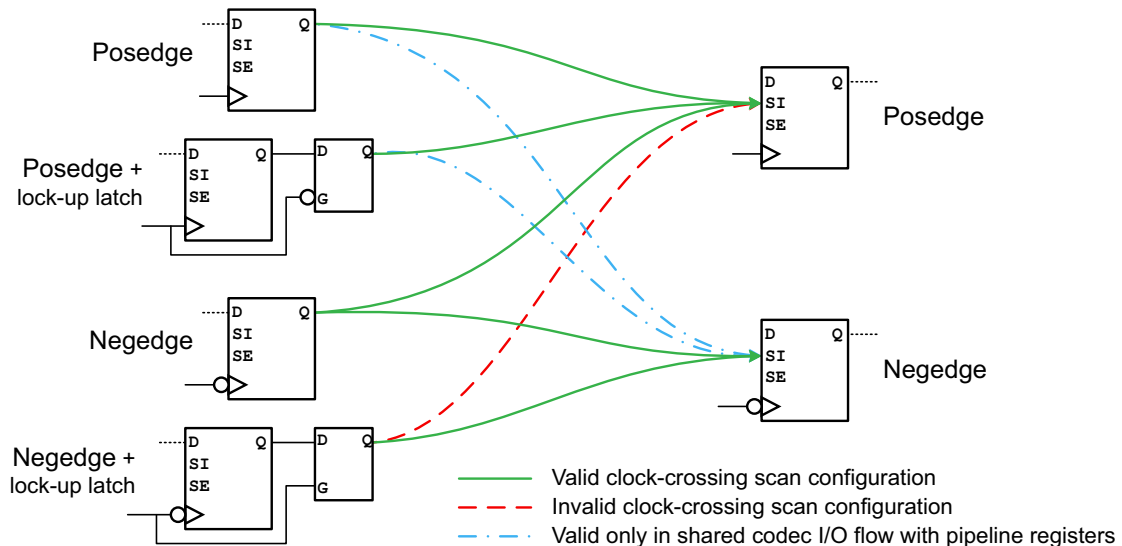 Posedge
D Q
SI
SE
Posedge +
lock-up latch
D Q
SI
SE
D Q
G
Negedge
D Q
SI
SE
Negedge +
lock-up latch
D Q
SI
SE
D Q
G
D Q
SI
SE
Posedge
D Q
SI
SE
Negedge
Valid clock-crossing scan configuration
Invalid clock-crossing scan configuration
Valid only in shared codec I/O flow with pipeline registers